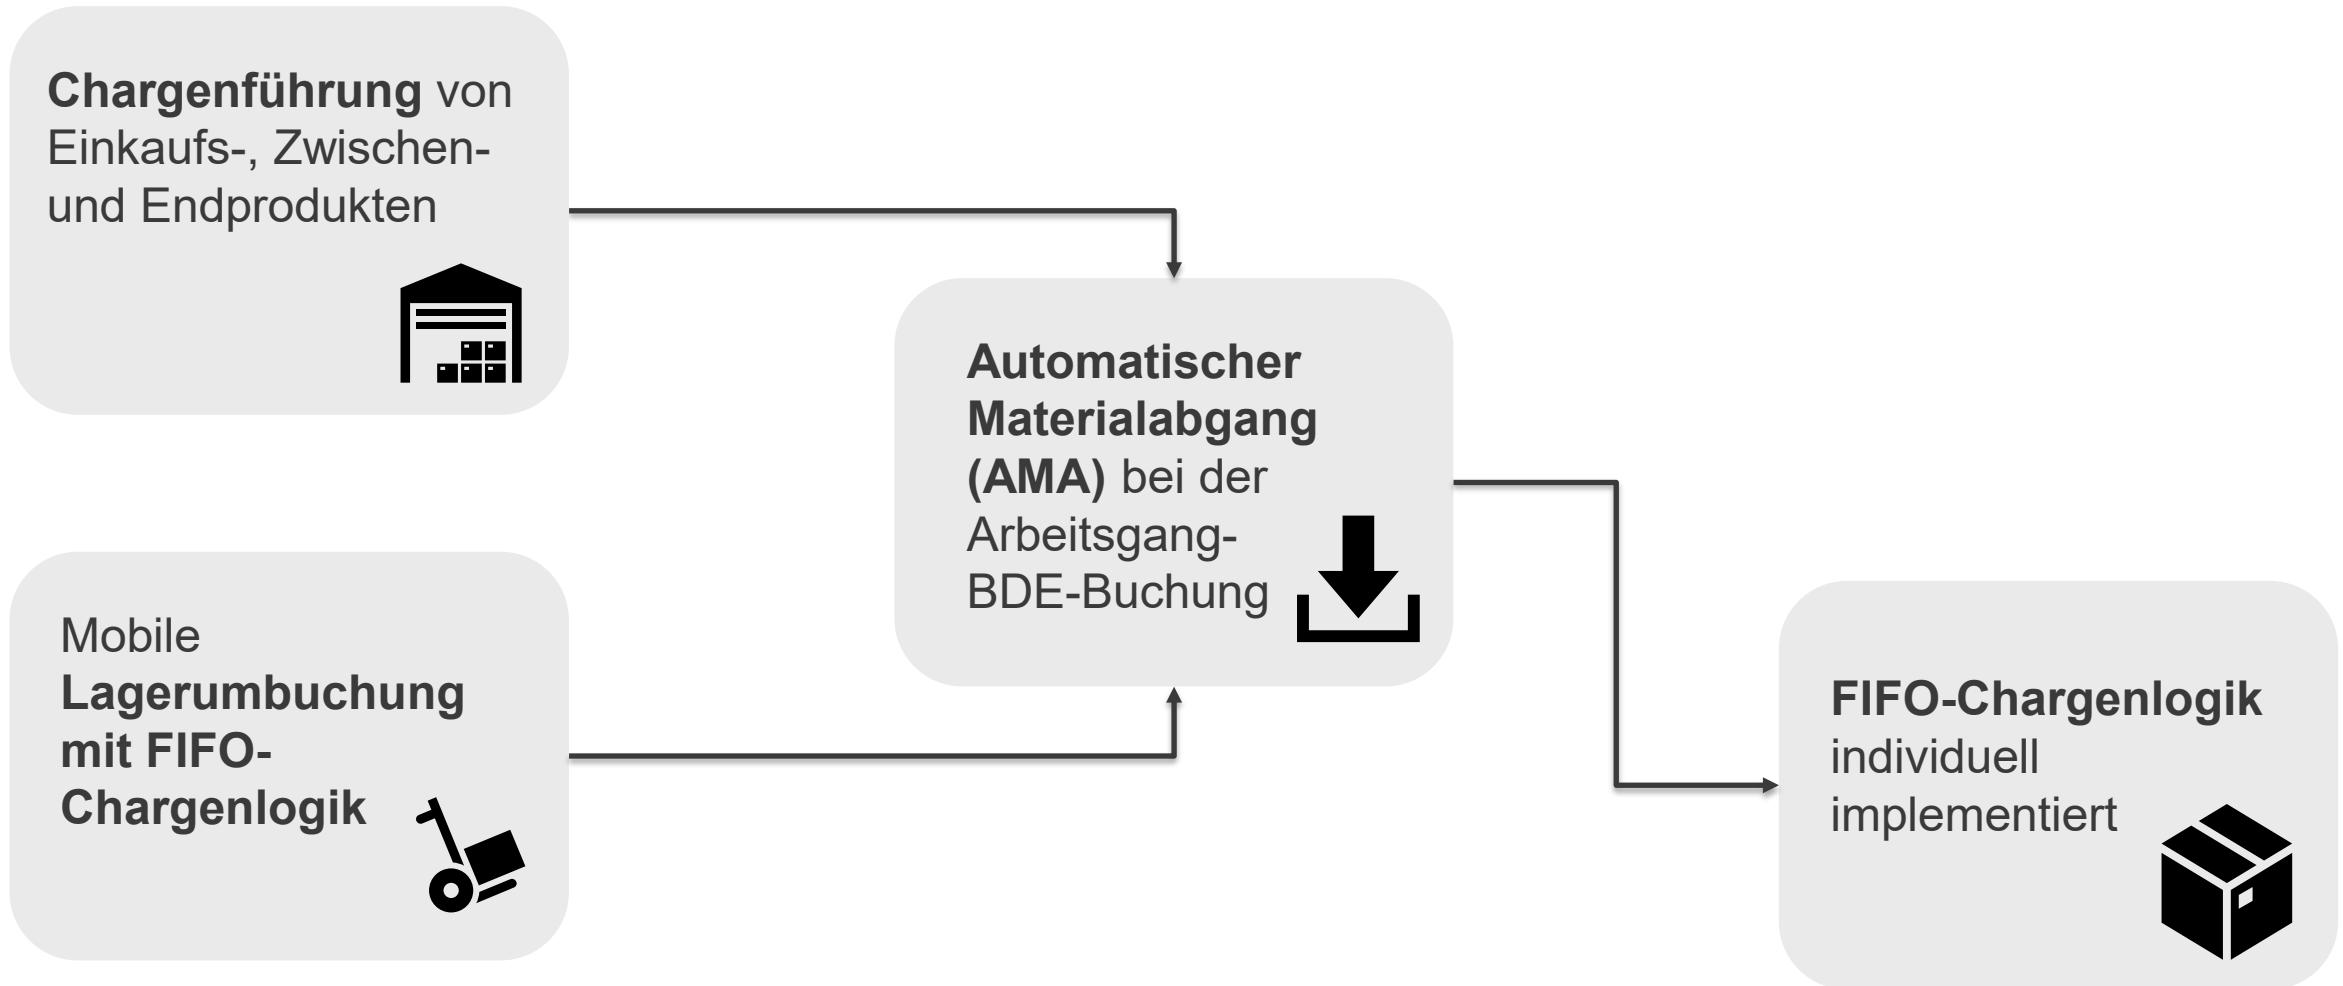 Chargenführung von
Einkaufs-, Zwischen-
und Endprodukten
Mobile
Lagerumbuchung
mit FIFO-
Chargenlogik
Automatischer
Materialabgang
(AMA) bei der
Arbeitsgang-
BDE-Buchung
FIFO-Chargenlogik
individuell
implementiert